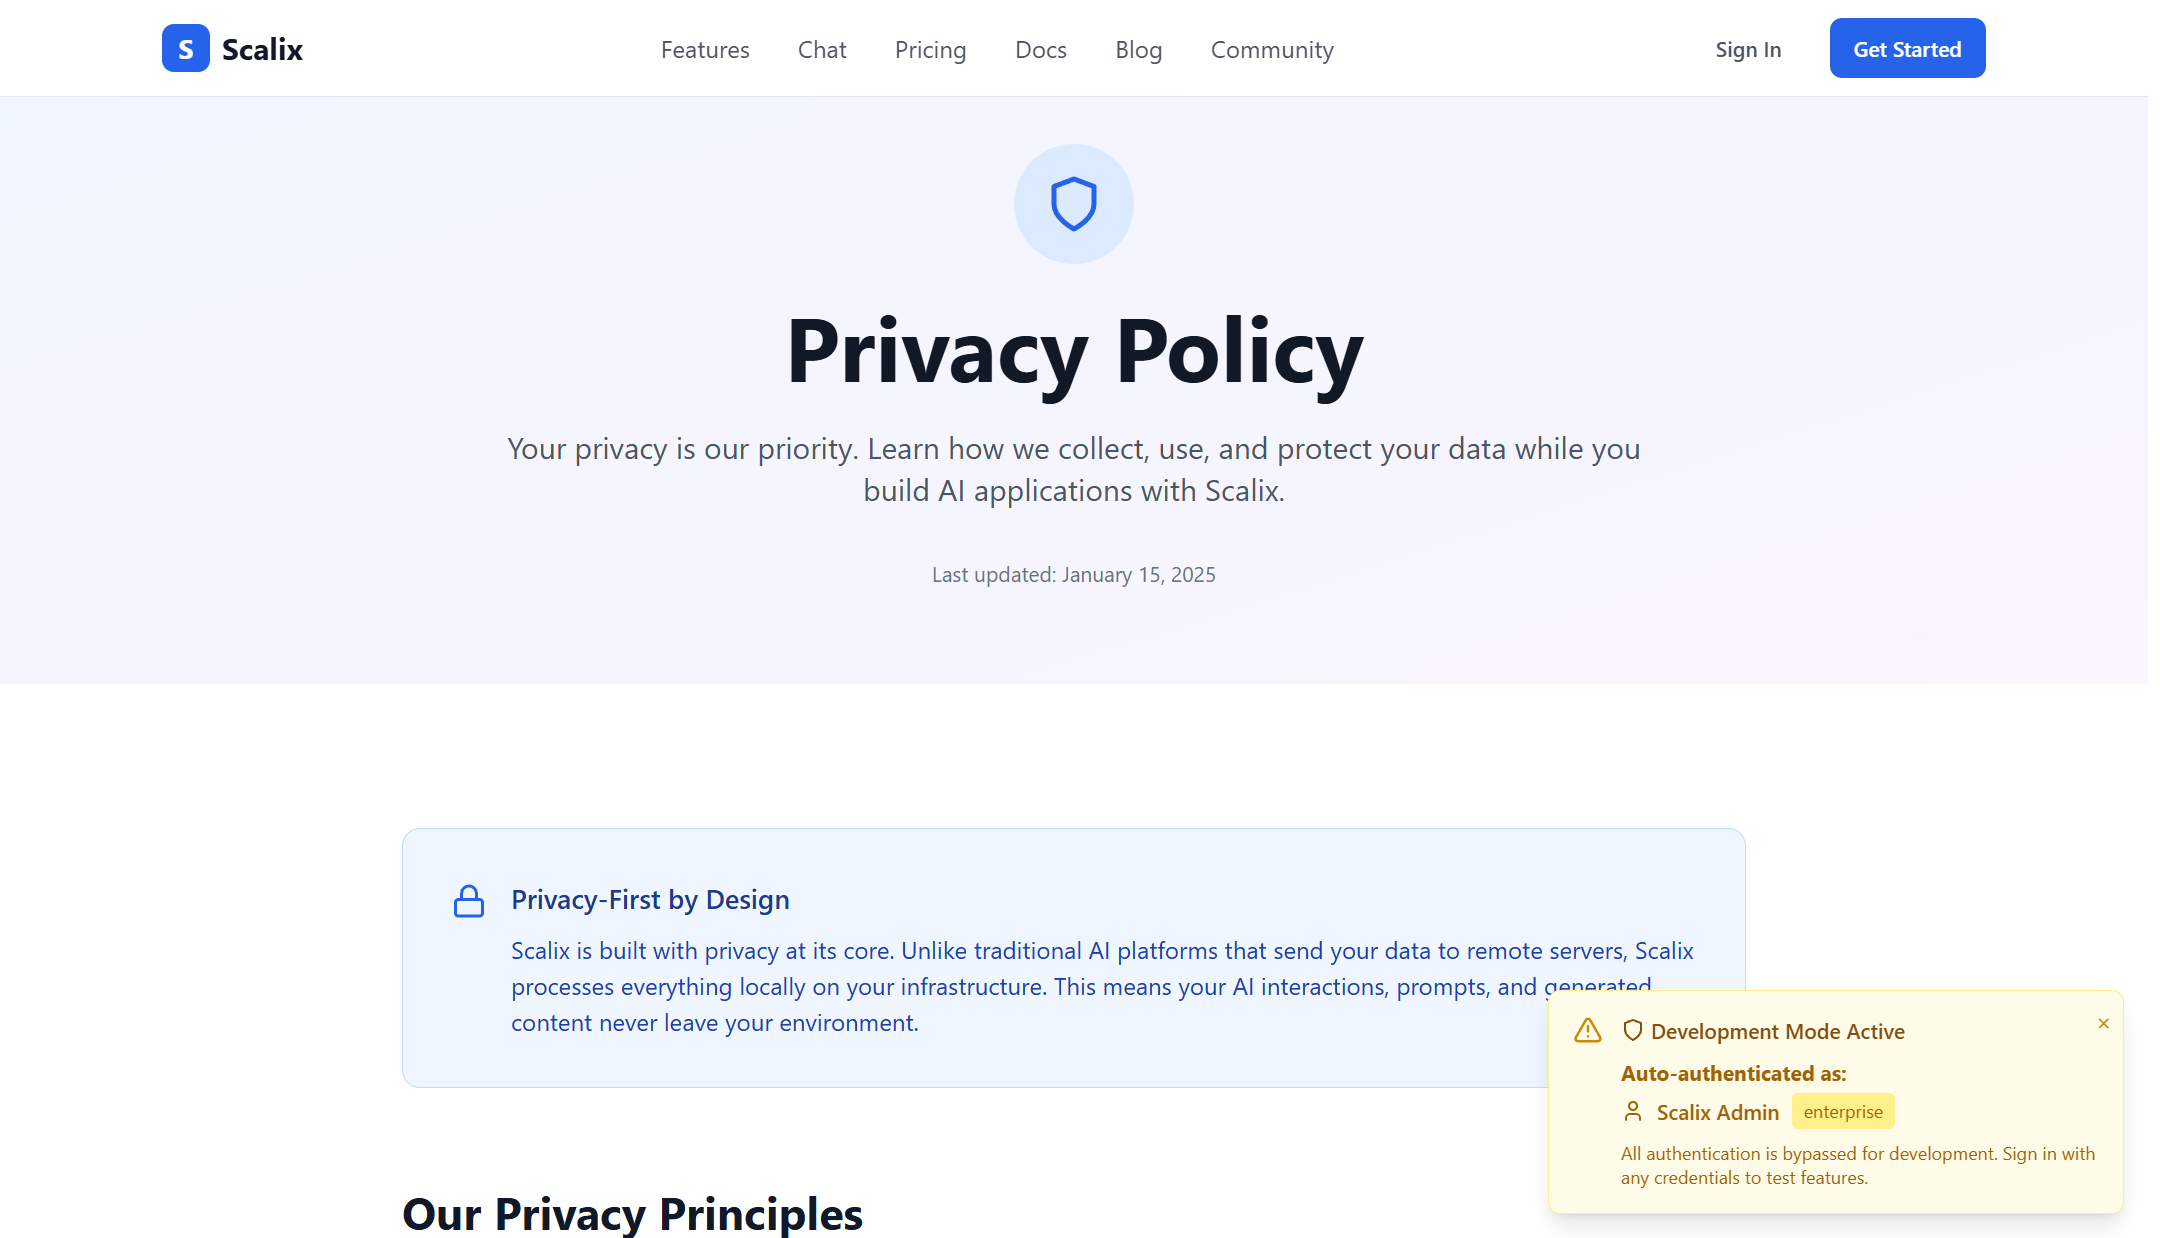 S Scalix
Features Chat Pricing Docs Blog Community
Sign In Get Started
Privacy Policy
Your privacy is our priority. Learn how we collect, use, and protect your data while you
build AI applications with Scalix.
Last updated: January 15, 2025
Privacy-First by Design
Scalix is built with privacy at its core. Unlike traditional AI platforms that send your data to remote servers, Scalix
processes everything locally on your infrastructure. This means your AI interactions, prompts, and generated
content never leave your environment.
Development Mode Active
×
Auto-authenticated as:
Scalix Admin enterprise
All authentication is bypassed for development. Sign in with
any credentials to test features.
Our Privacy Principles